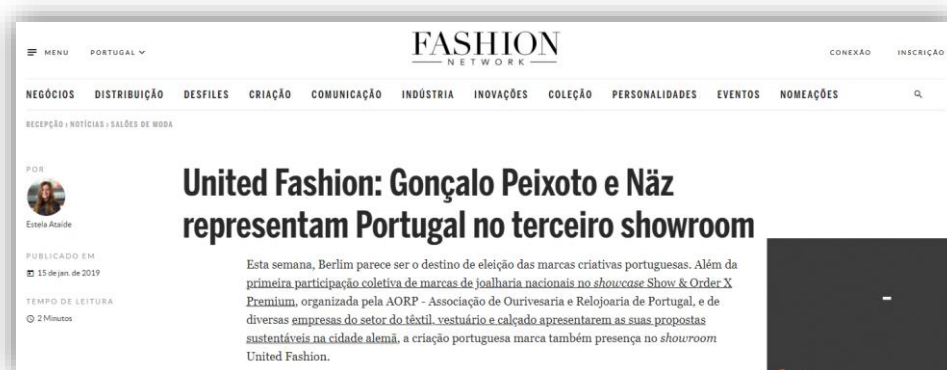 MENU PORTUGAL
FASHION
NETWORK
CONEXÃO INSCRIÇÃO
NEGÓCIOS DISTRIBUIÇÃO DESFILES CRIAÇÃO COMUNICAÇÃO INDÚSTRIA INOVAÇÕES COLEÇÃO PERSONALIDADES EVENTOS NOMEAÇÕES
RECEPÇÃO › NOTÍCIAS › SALÕES DE MODA
POR
Estela Ataíde
PUBLICADO EM
15 de jan. de 2019
TEMPO DE LEITURA
2 Minutos
United Fashion: Gonçalo Peixoto e Näz
representam Portugal no terceiro showroom
Esta semana, Berlim parece ser o destino de eleição das marcas criativas portuguesas. Além da
primeira participação coletiva de marcas de joalharia nacionais no showcase Show & Order X
Premium, organizada pela AORP - Associação de Ourivesaria e Relojoaria de Portugal, e de
diversas empresas do setor do têxtil, vestuário e calçado apresentarem as suas propostas
sustentáveis na cidade alemã, a criação portuguesa marca também presença no showroom
United Fashion.